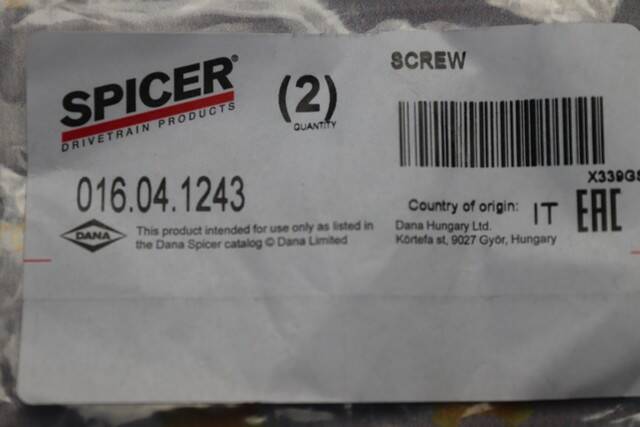 SPICER®
DRIVETRAIN PRODUCTS
(2)
QUANTITY
SCREW
X339GS
016.04.1243
Country of origin: IT
EAC
DANA
This product intended for use only as listed in
the Dana Spicer catalog © Dana Limited
Dana Hungary Ltd.
Körtefa st, 9027 Győr, Hungary